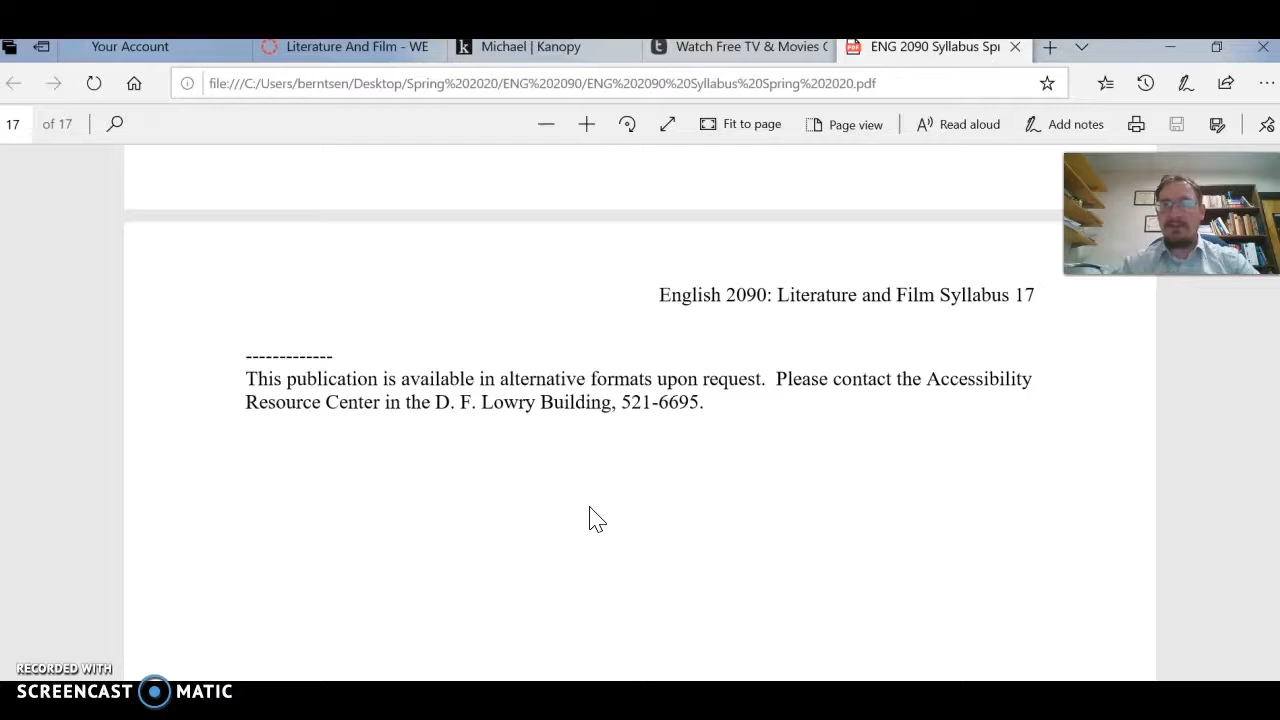 Your Account
Literature And Film - WE
k Michael | Kanopy
t Watch Free TV & Movies
PDF ENG 2090 Syllabus Spr
file:///C:/Users/berntsen/Desktop/Spring%202020/ENG%202090/ENG%202090%20Syllabus%20Spring%202020.pdf
17 of 17
Fit to page
Page view
Read aloud
Add notes
English 2090: Literature and Film Syllabus 17
-------------
This publication is available in alternative formats upon request. Please contact the Accessibility
Resource Center in the D. F. Lowry Building, 521-6695.
RECORDED WITH
SCREENCAST MATIC